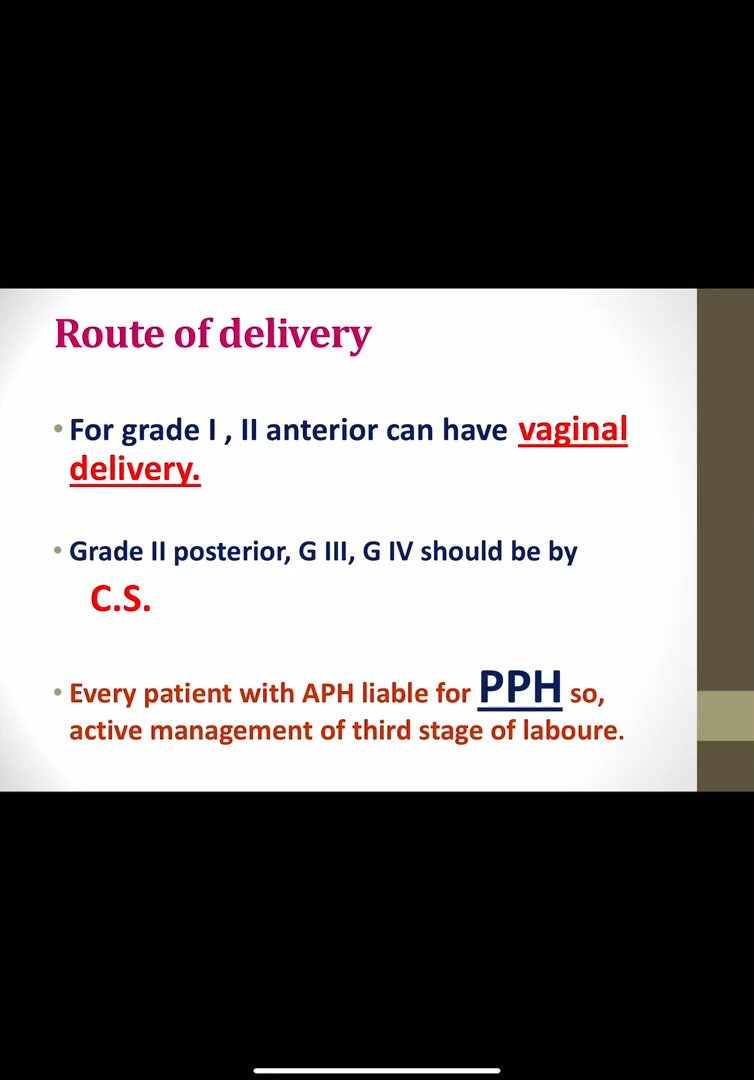 Route of delivery
• For grade I , II anterior can have vaginal
delivery.
• Grade II posterior, G III, G IV should be by
C.S.
• Every patient with APH liable for PPH so,
active management of third stage of laboure.